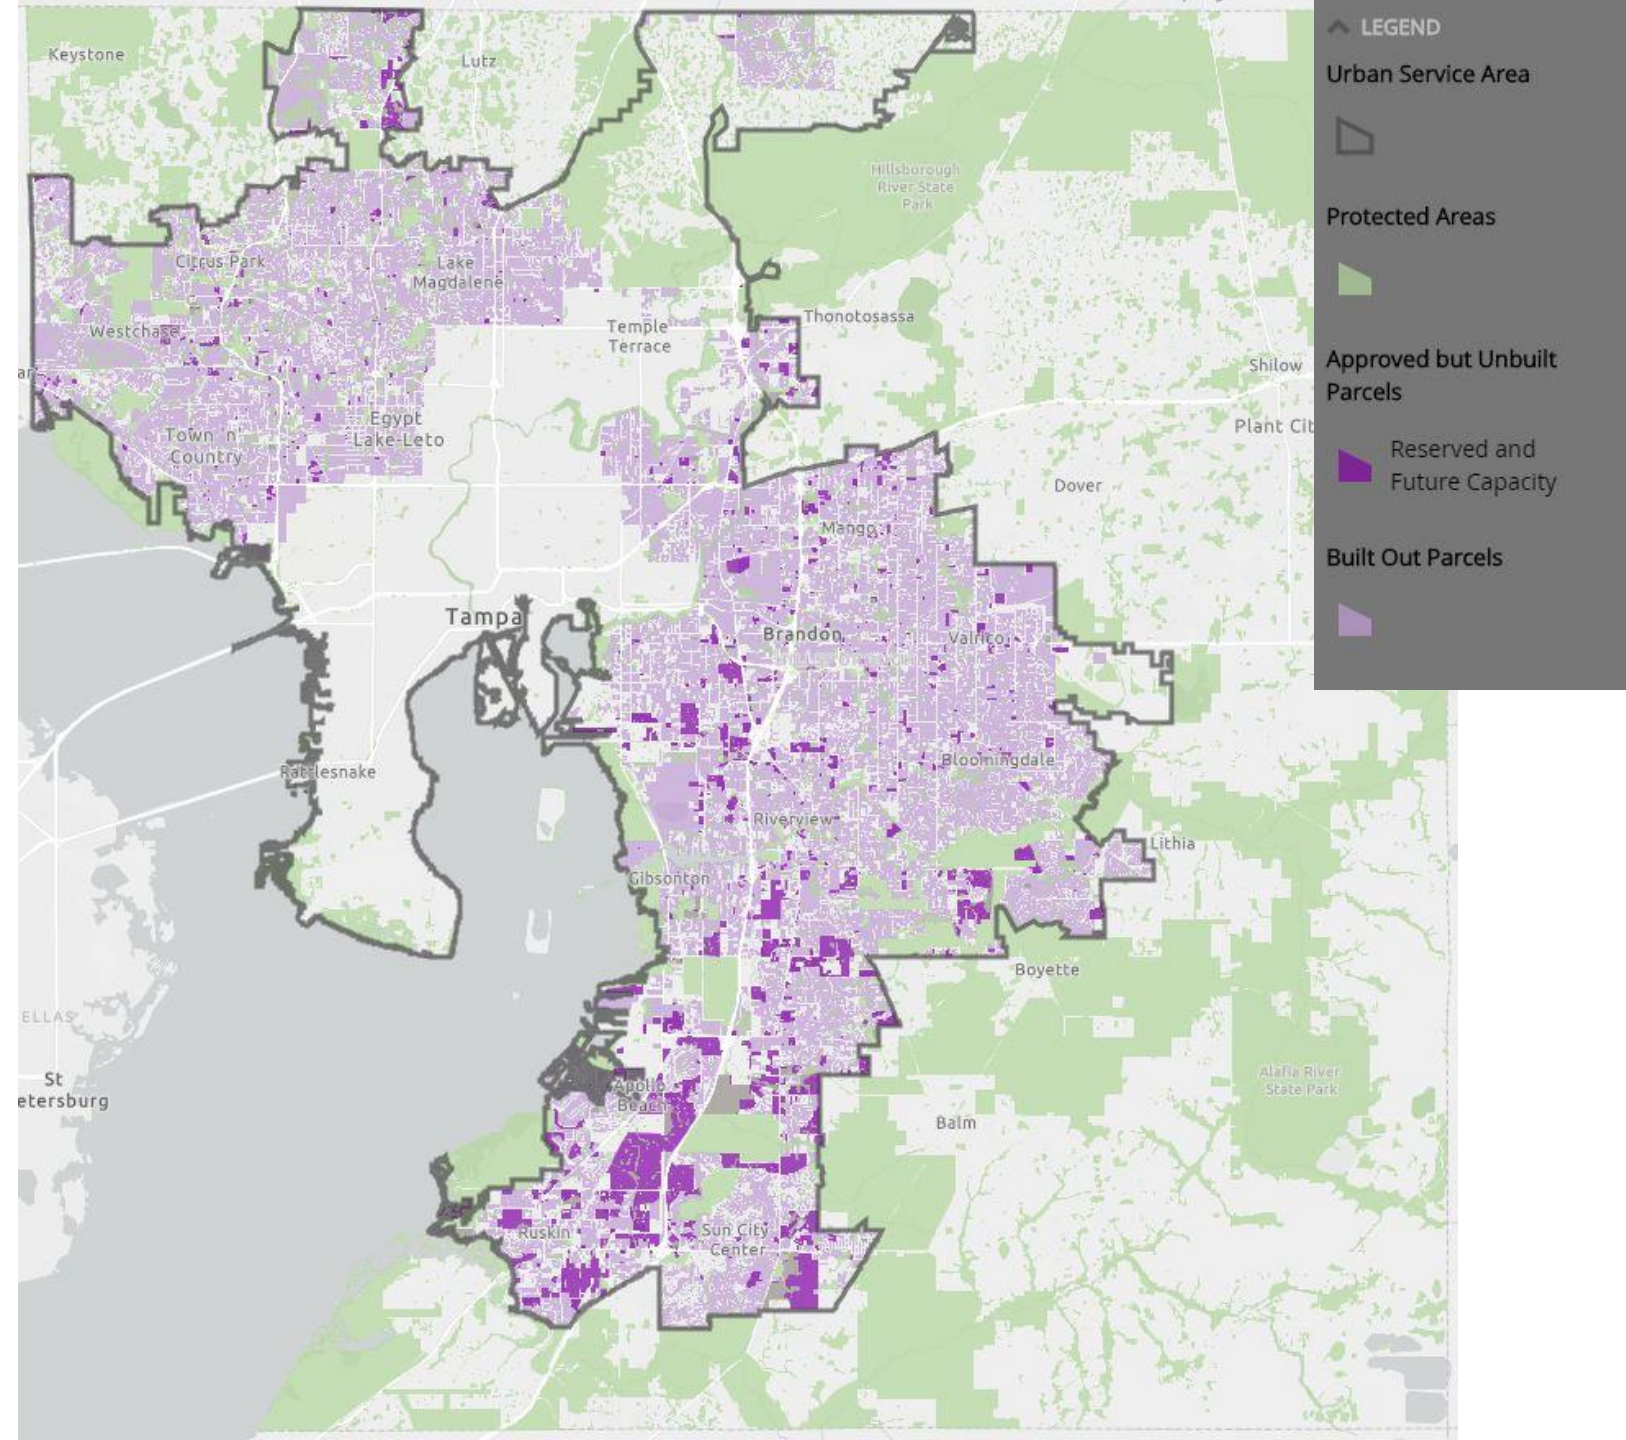 LEGEND
Urban Service Area
Protected Areas
Approved but Unbuilt
Parcels
Reserved and
Future Capacity
Built Out Parcels
Keystone
Lutz
Hillsborough
River State
Park
Citrus Park
Lake
Magdalene
Westchase
Temple
Terrace
Thonotosassa
Shilow
Egypt
Lake-Leto
Plant Cit
Town 'n'
Country
Dover
Mango
Tampa
Brandon
Valrico
Rattlesnake
Bloomingdale
Riverview
Lithia
Gibsonton
Boyette
ELLAS
St
etersburg
Apollo
Beach
Alafia River
State Park
Balm
Ruskin
Sun City
Center